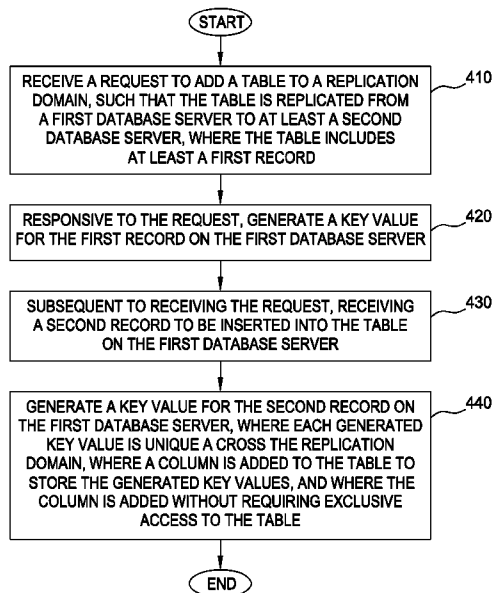 START
RECEIVE A REQUEST TO ADD A TABLE TO A REPLICATION
DOMAIN, SUCH THAT THE TABLE IS REPLICATED FROM
A FIRST DATABASE SERVER TO AT LEAST A SECOND
DATABASE SERVER, WHERE THE TABLE INCLUDES
AT LEAST A FIRST RECORD
410
RESPONSIVE TO THE REQUEST, GENERATE A KEY VALUE
FOR THE FIRST RECORD ON THE FIRST DATABASE SERVER
420
SUBSEQUENT TO RECEIVING THE REQUEST, RECEIVING
A SECOND RECORD TO BE INSERTED INTO THE TABLE
ON THE FIRST DATABASE SERVER
430
GENERATE A KEY VALUE FOR THE SECOND RECORD ON
THE FIRST DATABASE SERVER, WHERE EACH GENERATED
KEY VALUE IS UNIQUE A CROSS THE REPLICATION
DOMAIN, WHERE A COLUMN IS ADDED TO THE TABLE TO
STORE THE GENERATED KEY VALUES, AND WHERE THE
COLUMN IS ADDED WITHOUT REQUIRING EXCLUSIVE
ACCESS TO THE TABLE
440
END